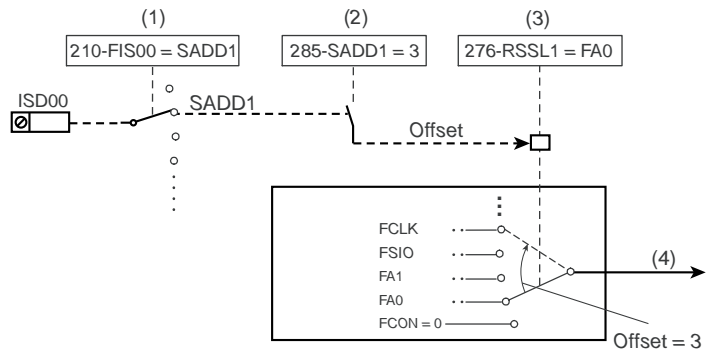 (1) (2) (3)
210-FIS00 = SADD1 285-SADD1 = 3 276-RSSL1 = FA0
ISD00
SADD1
Offset
FCLK
FSIO
FA1
FA0
FCON = 0
(4)
Offset = 3